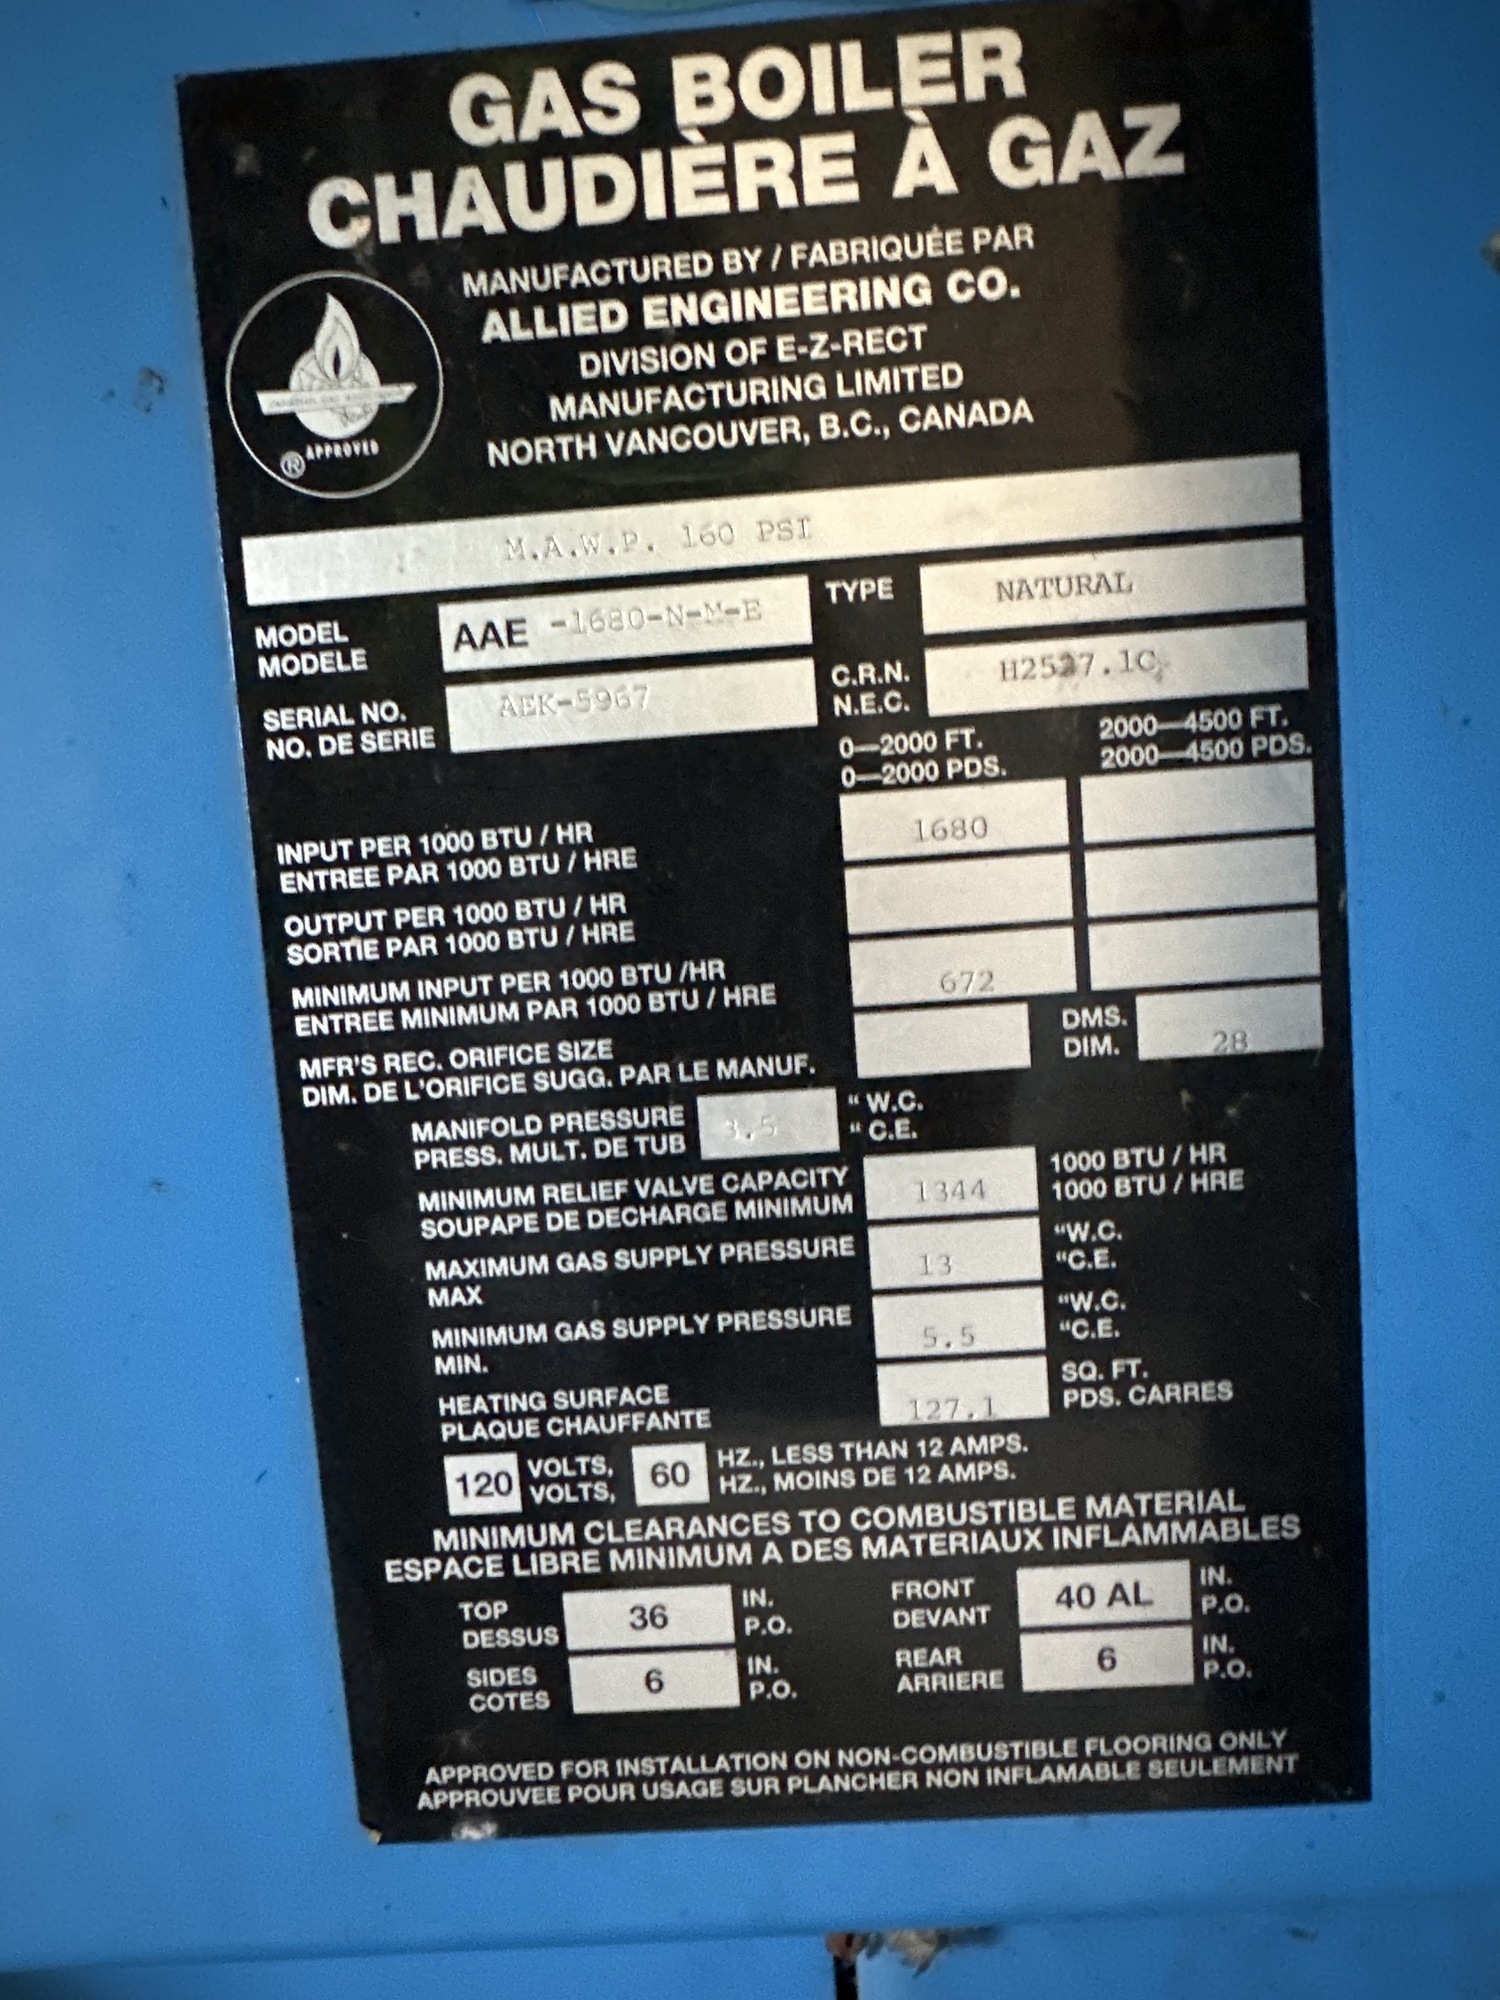 GAS BOILER
CHAUDIÈRE À GAZ
MANUFACTURED BY / FABRIQUÉE PAR
ALLIED ENGINEERING CO.
DIVISION OF E-Z-RECT
MANUFACTURING LIMITED
NORTH VANCOUVER, B.C., CANADA
® APPROVED
M.A.W.P. 160 PSI
MODEL AAE -1680-N-M-E TYPE NATURAL
MODELE
SERIAL NO. AEK-5967 C.R.N. H2527.1C
NO. DE SERIE N.E.C.
0—2000 FT. 2000—4500 FT.
0—2000 PDS. 2000—4500 PDS.
INPUT PER 1000 BTU / HR 1680
ENTREE PAR 1000 BTU / HRE
OUTPUT PER 1000 BTU / HR
SORTIE PAR 1000 BTU / HRE
MINIMUM INPUT PER 1000 BTU /HR 672
ENTREE MINIMUM PAR 1000 BTU / HRE
MFR'S REC. ORIFICE SIZE DMS. 28
DIM. DE L'ORIFICE SUGG. PAR LE MANUF. DIM.
MANIFOLD PRESSURE 3.5 " W.C.
PRESS. MULT. DE TUB " C.E.
MINIMUM RELIEF VALVE CAPACITY 1344 1000 BTU / HR
SOUPAPE DE DECHARGE MINIMUM 1000 BTU / HRE
MAXIMUM GAS SUPPLY PRESSURE 13 "W.C.
MAX "C.E.
MINIMUM GAS SUPPLY PRESSURE 5.5 "W.C.
MIN. "C.E.
HEATING SURFACE 127.1 SQ. FT.
PLAQUE CHAUFFANTE PDS. CARRES
120 VOLTS, 60 HZ., LESS THAN 12 AMPS.
VOLTS, HZ., MOINS DE 12 AMPS.
MINIMUM CLEARANCES TO COMBUSTIBLE MATERIAL
ESPACE LIBRE MINIMUM A DES MATERIAUX INFLAMMABLES
TOP 36 IN. FRONT 40 AL IN.
DESSUS P.O. DEVANT P.O.
SIDES 6 IN. REAR 6 IN.
COTES P.O. ARRIERE P.O.
APPROVED FOR INSTALLATION ON NON-COMBUSTIBLE FLOORING ONLY
APPROUVEE POUR USAGE SUR PLANCHER NON INFLAMABLE SEULEMENT